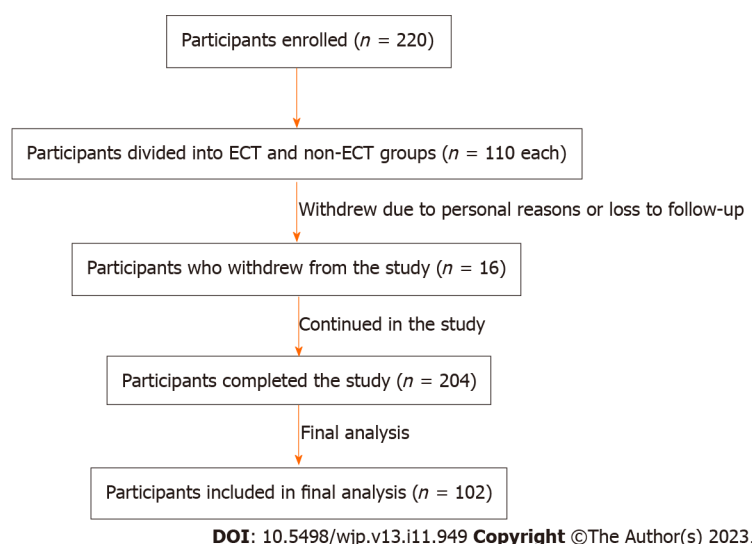 Participants enrolled (n = 220)
Participants divided into ECT and non-ECT groups (n = 110 each)
Withdrew due to personal reasons or loss to follow-up
Participants who withdrew from the study (n = 16)
Continued in the study
Participants completed the study (n = 204)
Final analysis
Participants included in final analysis (n = 102)
DOI: 10.5498/wjp.v13.i11.949 Copyright ©The Author(s) 2023.